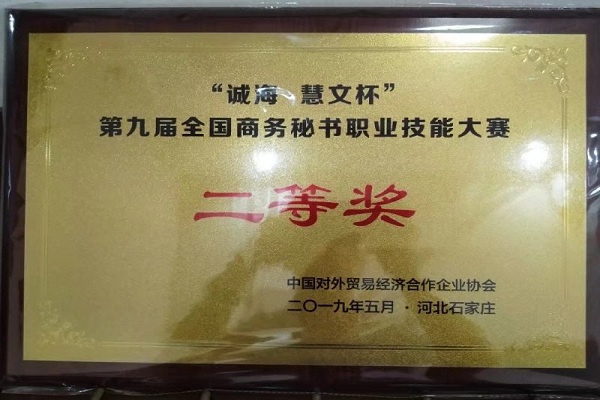 “诚海 慧文杯”
第九届全国商务秘书职业技能大赛
二等奖
中国对外贸易经济合作企业协会
二〇一九年五月·河北石家庄